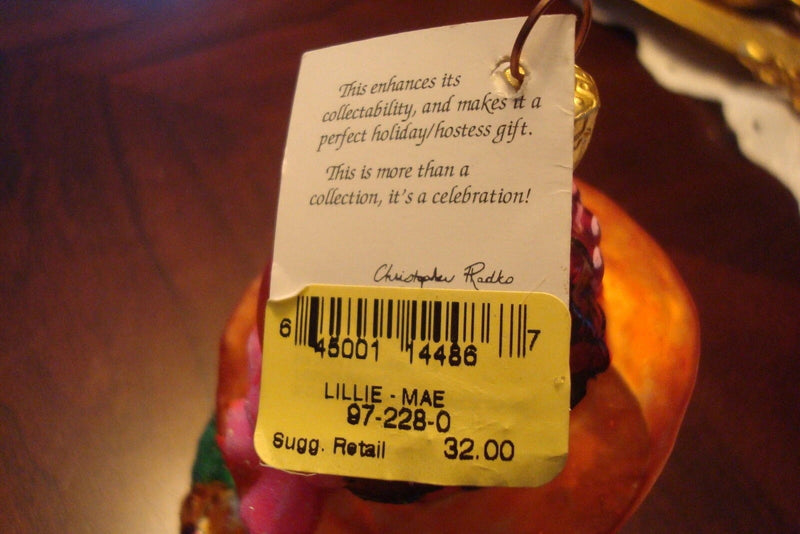 This enhances its
collectability, and makes it a
perfect holiday/hostess gift.
This is more than a
collection, it's a celebration!
Christopher Radko
6 45001 14486 7
LILLIE - MAE
97-228-0
Sugg. Retail 32.00